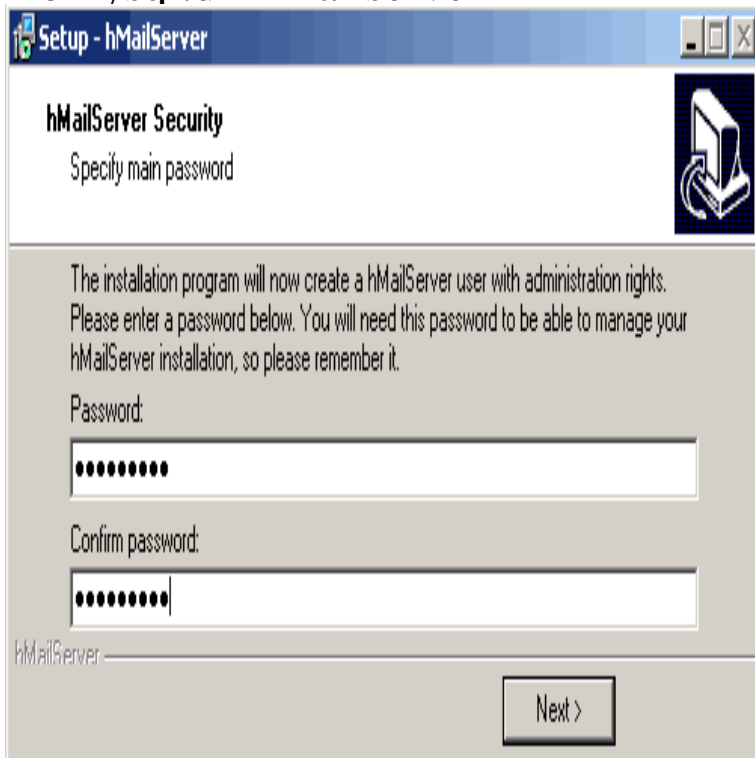 Setup - hMailServer
hMailServer Security
Specify main password
The installation program will now create a hMailServer user with administration rights.
Please enter a password below. You will need this password to be able to manage your
hMailServer installation, so please remember it.
Password:
•••••••••
Confirm password:
•••••••••
hMailServer
Next >